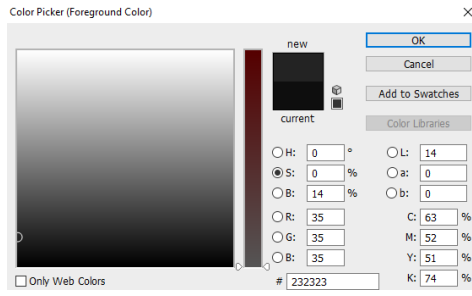 Color Picker (Foreground Color)
new
current
OK
Cancel
Add to Swatches
Color Libraries
H: 0 °
S: 0 %
B: 14 %
R: 35
G: 35
B: 35
# 232323
L: 14
a: 0
b: 0
C: 63 %
M: 52 %
Y: 51 %
K: 74 %
Only Web Colors